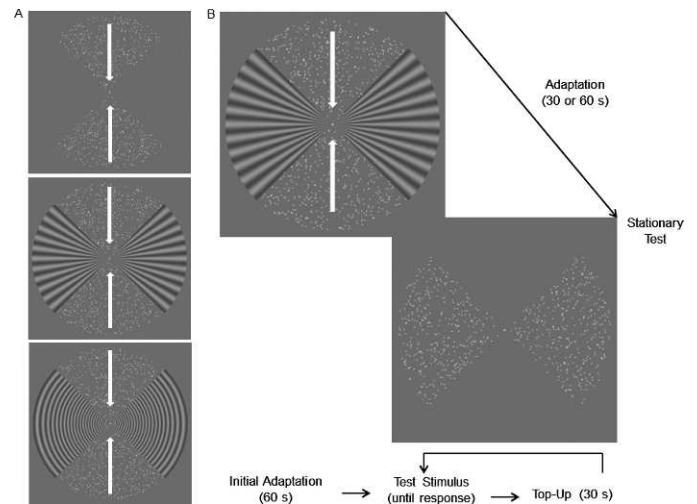 A
B
Adaptation
(30 or 60 s)
Stationary
Test
Initial Adaptation
(60 s)
Test Stimulus
(until response)
Top-Up (30 s)